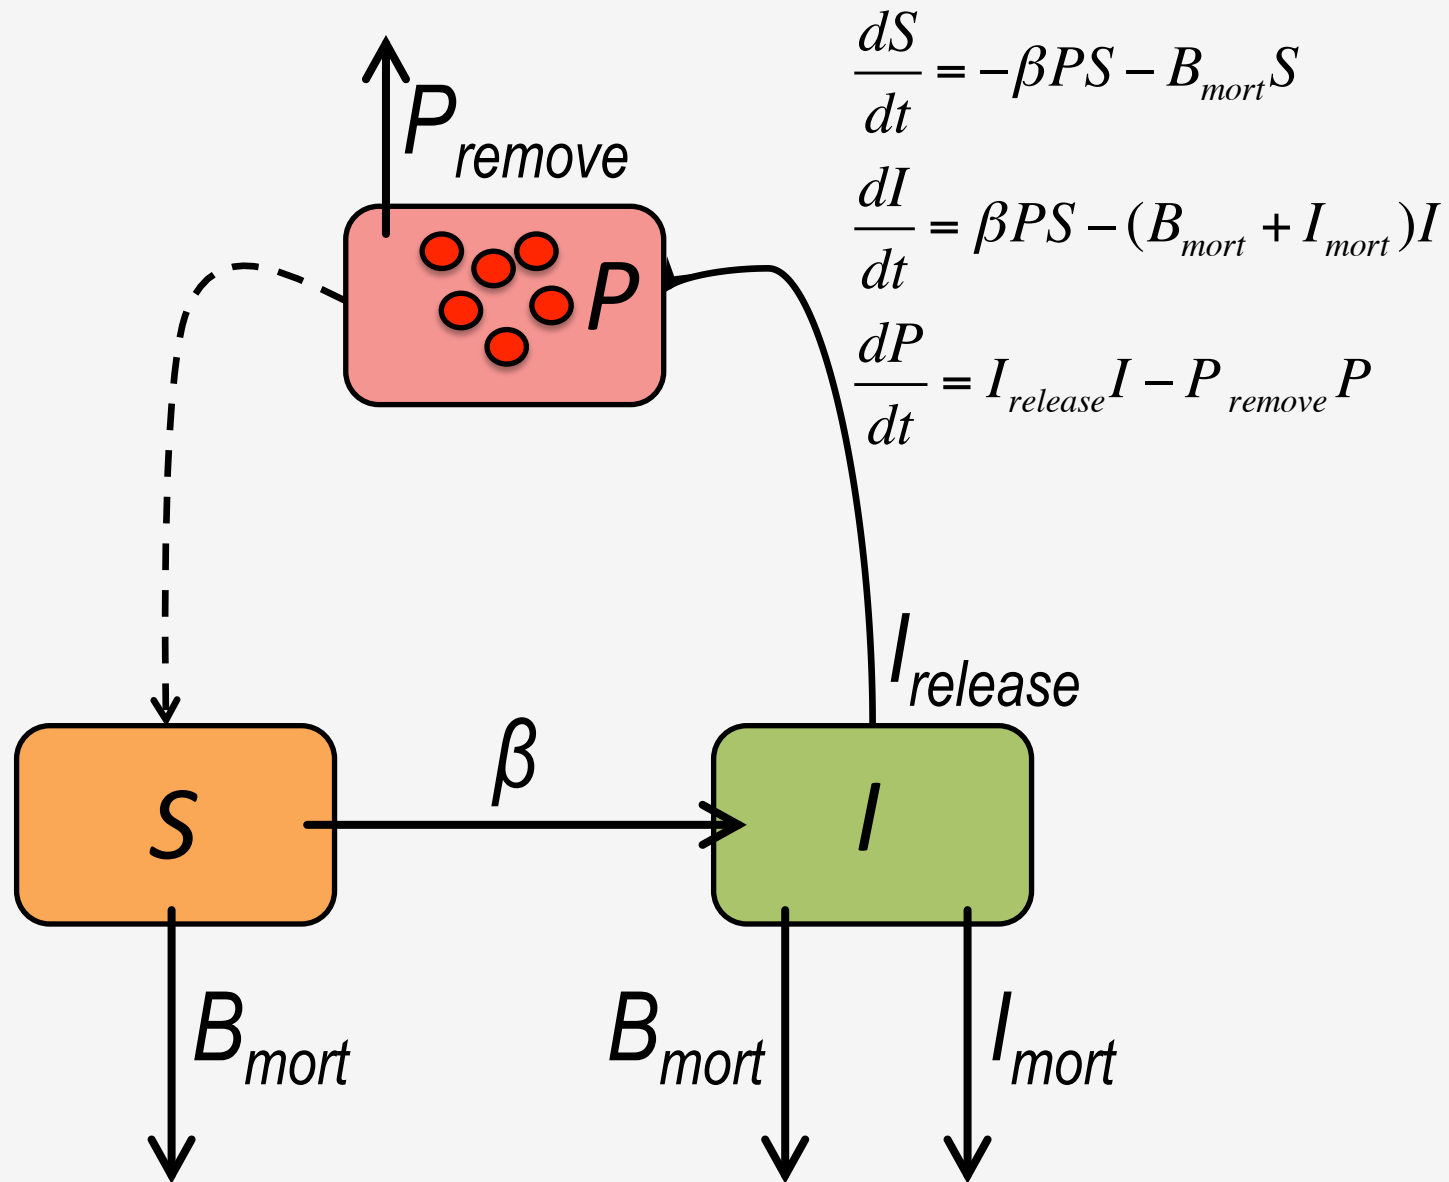 P_remove
dS/dt = −βPS − B_mort S
dI/dt = βPS − (B_mort + I_mort)I
P
dP/dt = I_release I − P_remove P
I_release
β
S
I
B_mort
B_mort
I_mort